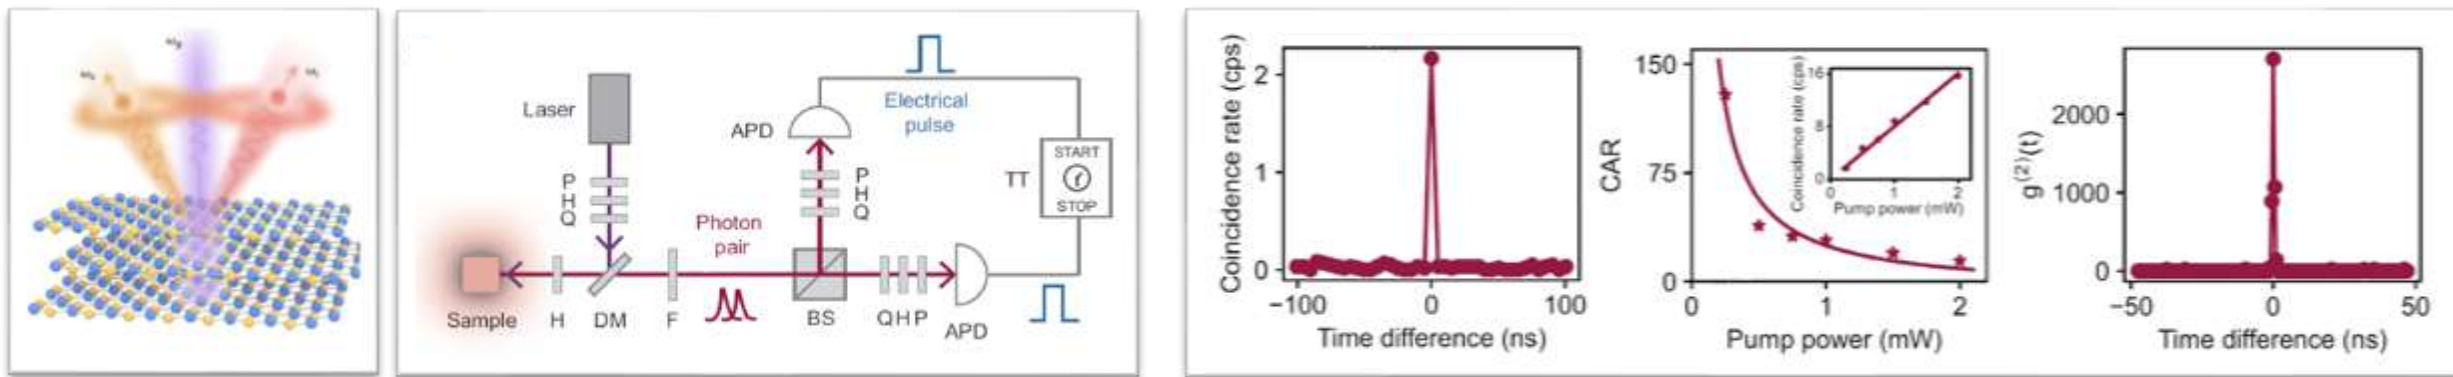 ωp
Laser
P
H
Q
Sample
H
DM
F
Photon
pair
BS
APD
P
H
Q
Q H P
APD
Electrical
pulse
TT
START
STOP
Coincidence rate (cps)
2
1
0
−100
0
100
Time difference (ns)
CAR
150
75
0
0
1
2
Pump power (mW)
Coincidence rate (cps)
16
8
0
0
1
2
Pump power (mW)
g(2)(t)
2000
1000
0
−50
0
50
Time difference (ns)